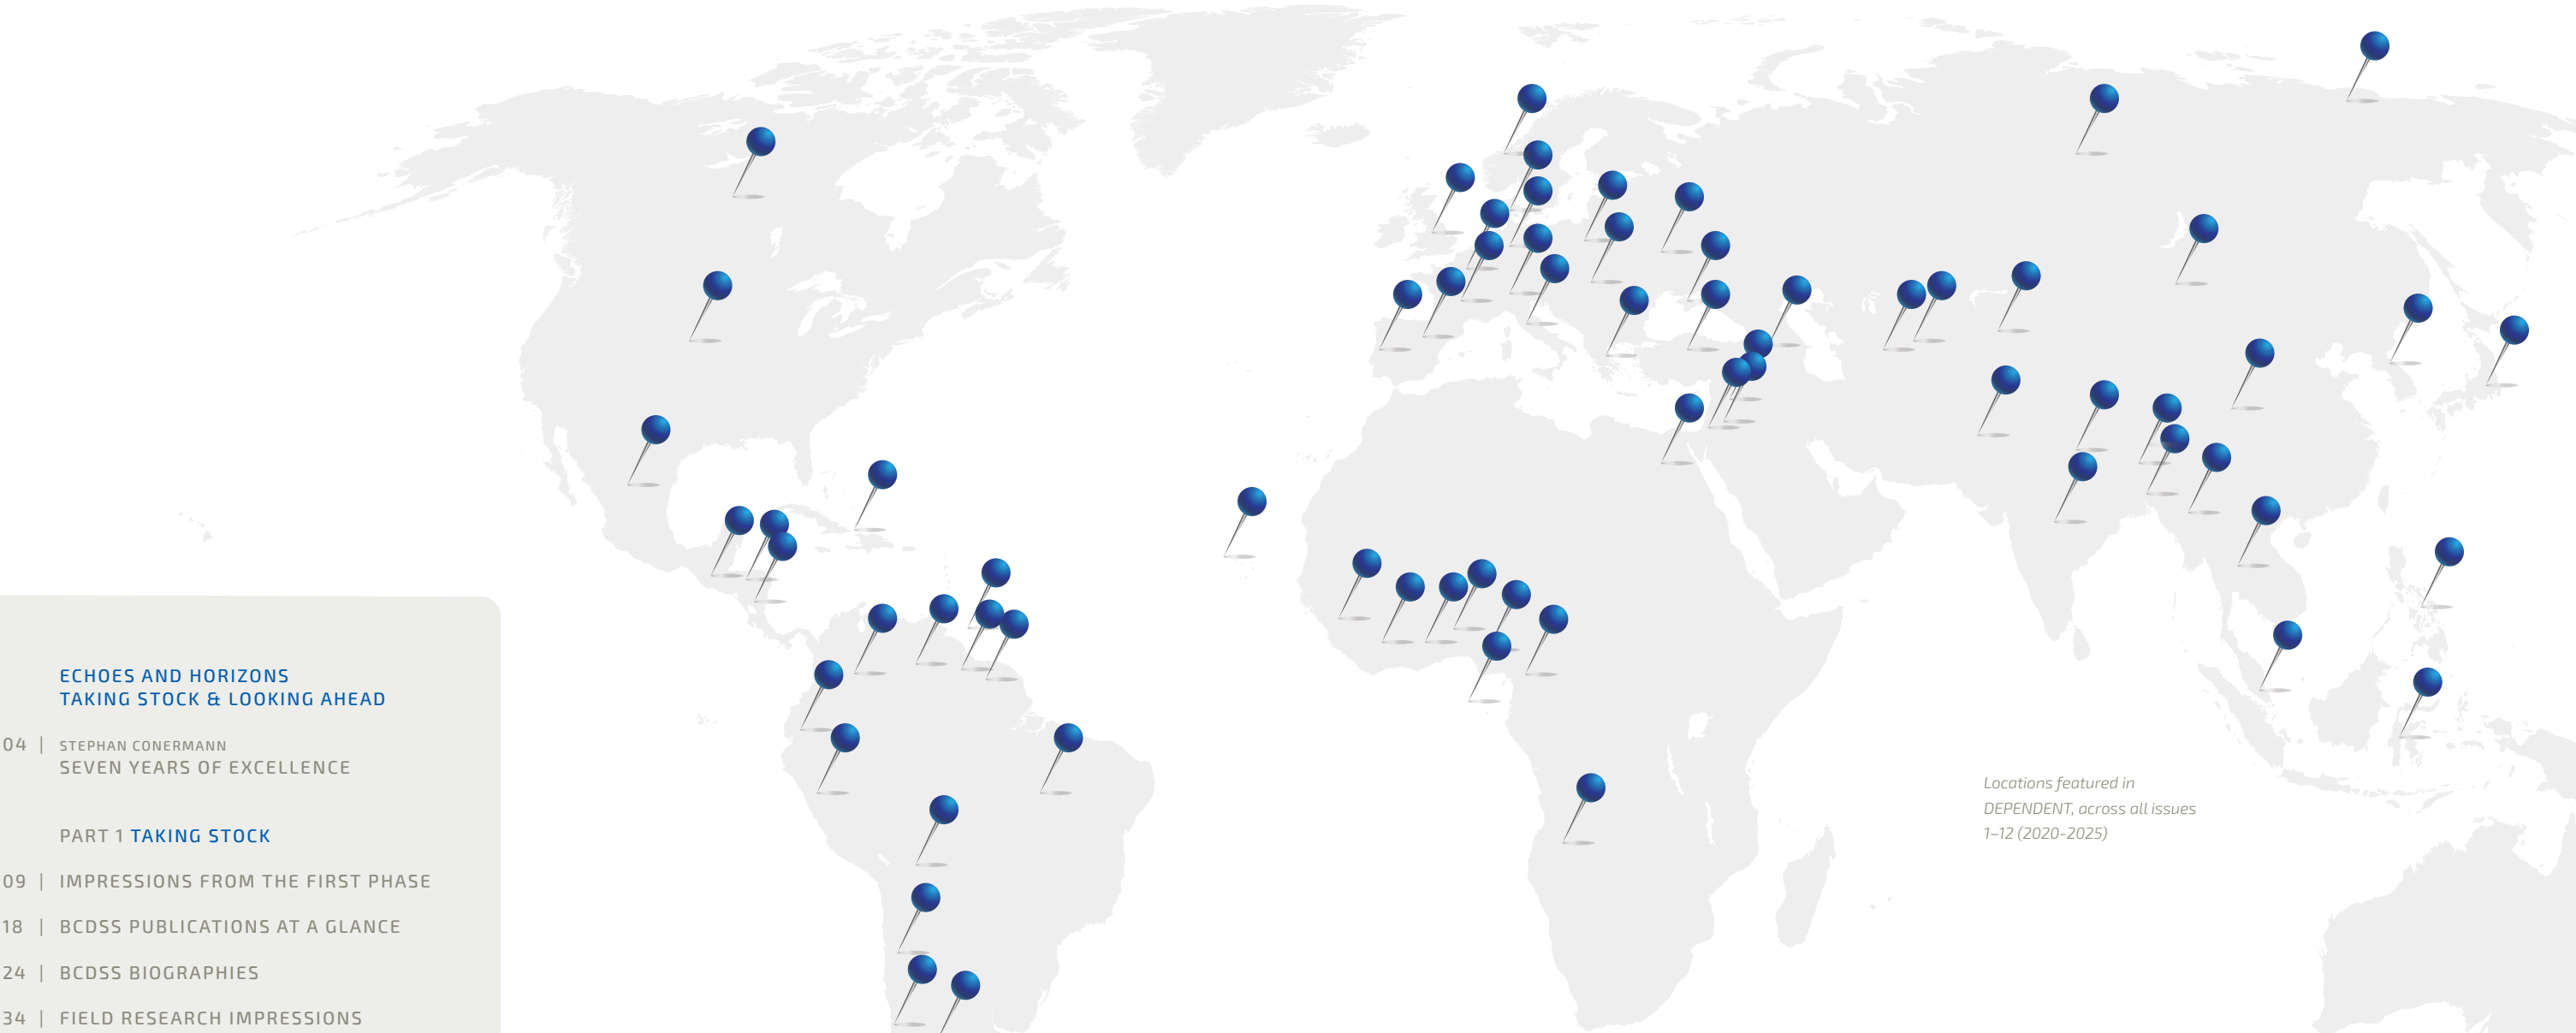 ECHOES AND HORIZONS
TAKING STOCK & LOOKING AHEAD
04 | STEPHAN CONERMANN
SEVEN YEARS OF EXCELLENCE
PART 1 TAKING STOCK
09 | IMPRESSIONS FROM THE FIRST PHASE
18 | BCDSS PUBLICATIONS AT A GLANCE
24 | BCDSS BIOGRAPHIES
34 | FIELD RESEARCH IMPRESSIONS
Locations featured in
DEPENDENT, across all issues
1–12 (2020-2025)